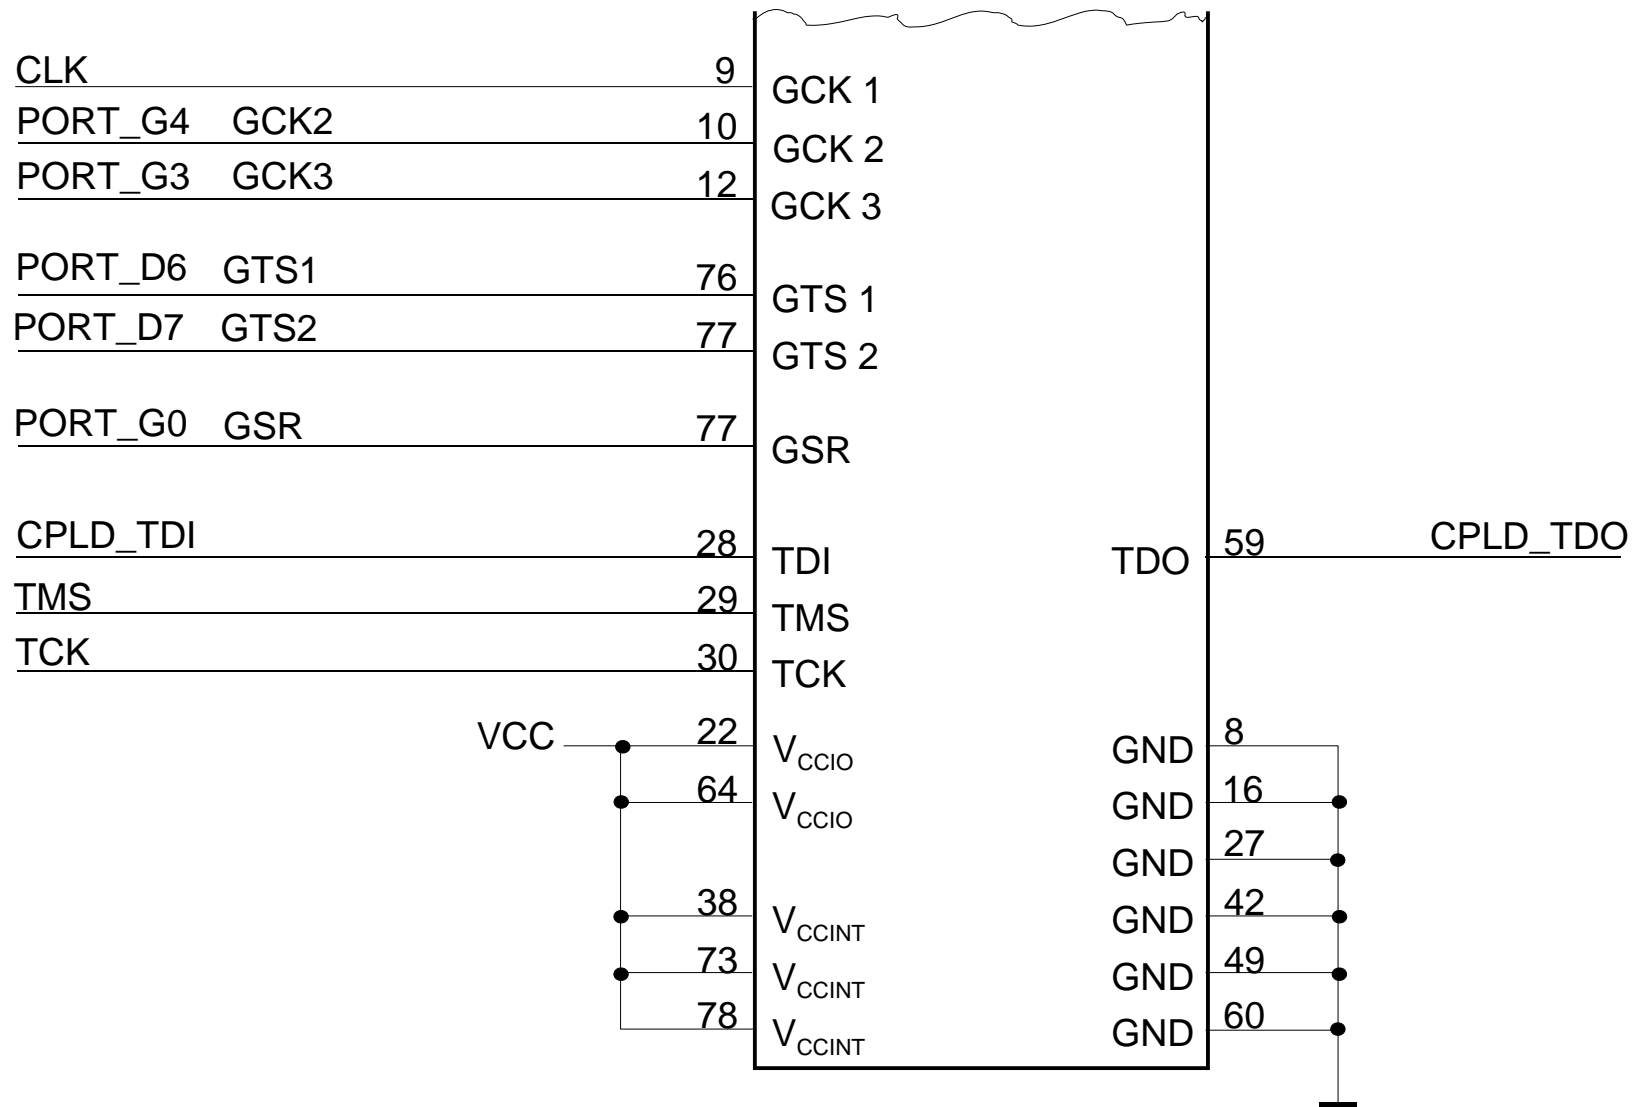 CLK 9 GCK 1
PORT_G4 GCK2 10 GCK 2
PORT_G3 GCK3 12 GCK 3
PORT_D6 GTS1 76 GTS 1
PORT_D7 GTS2 77 GTS 2
PORT_G0 GSR 77 GSR
CPLD_TDI 28 TDI TDO 59 CPLD_TDO
TMS 29 TMS
TCK 30 TCK
VCC 22 VCCIO GND 8
64 VCCIO GND 16
GND 27
38 VCCINT GND 42
73 VCCINT GND 49
78 VCCINT GND 60